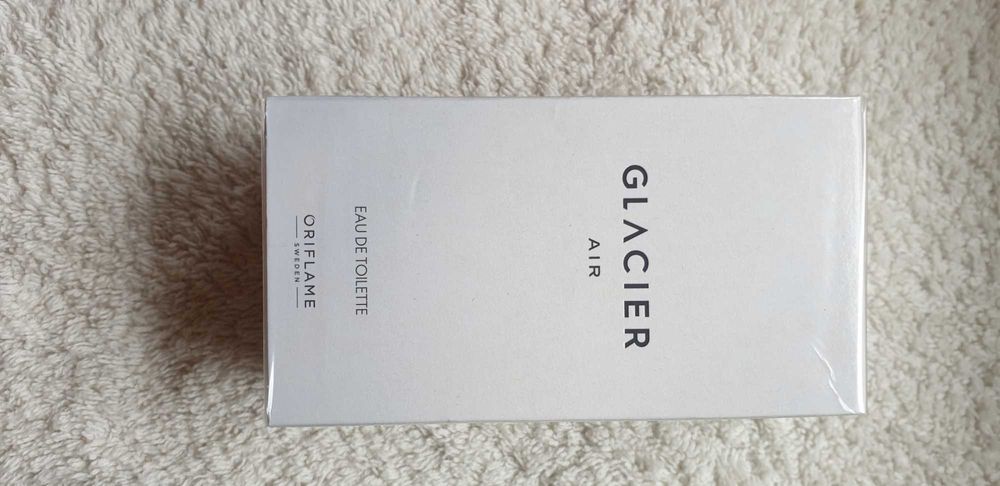 GLACIER
AIR
EAU DE TOILETTE
ORIFLAME
SWEDEN